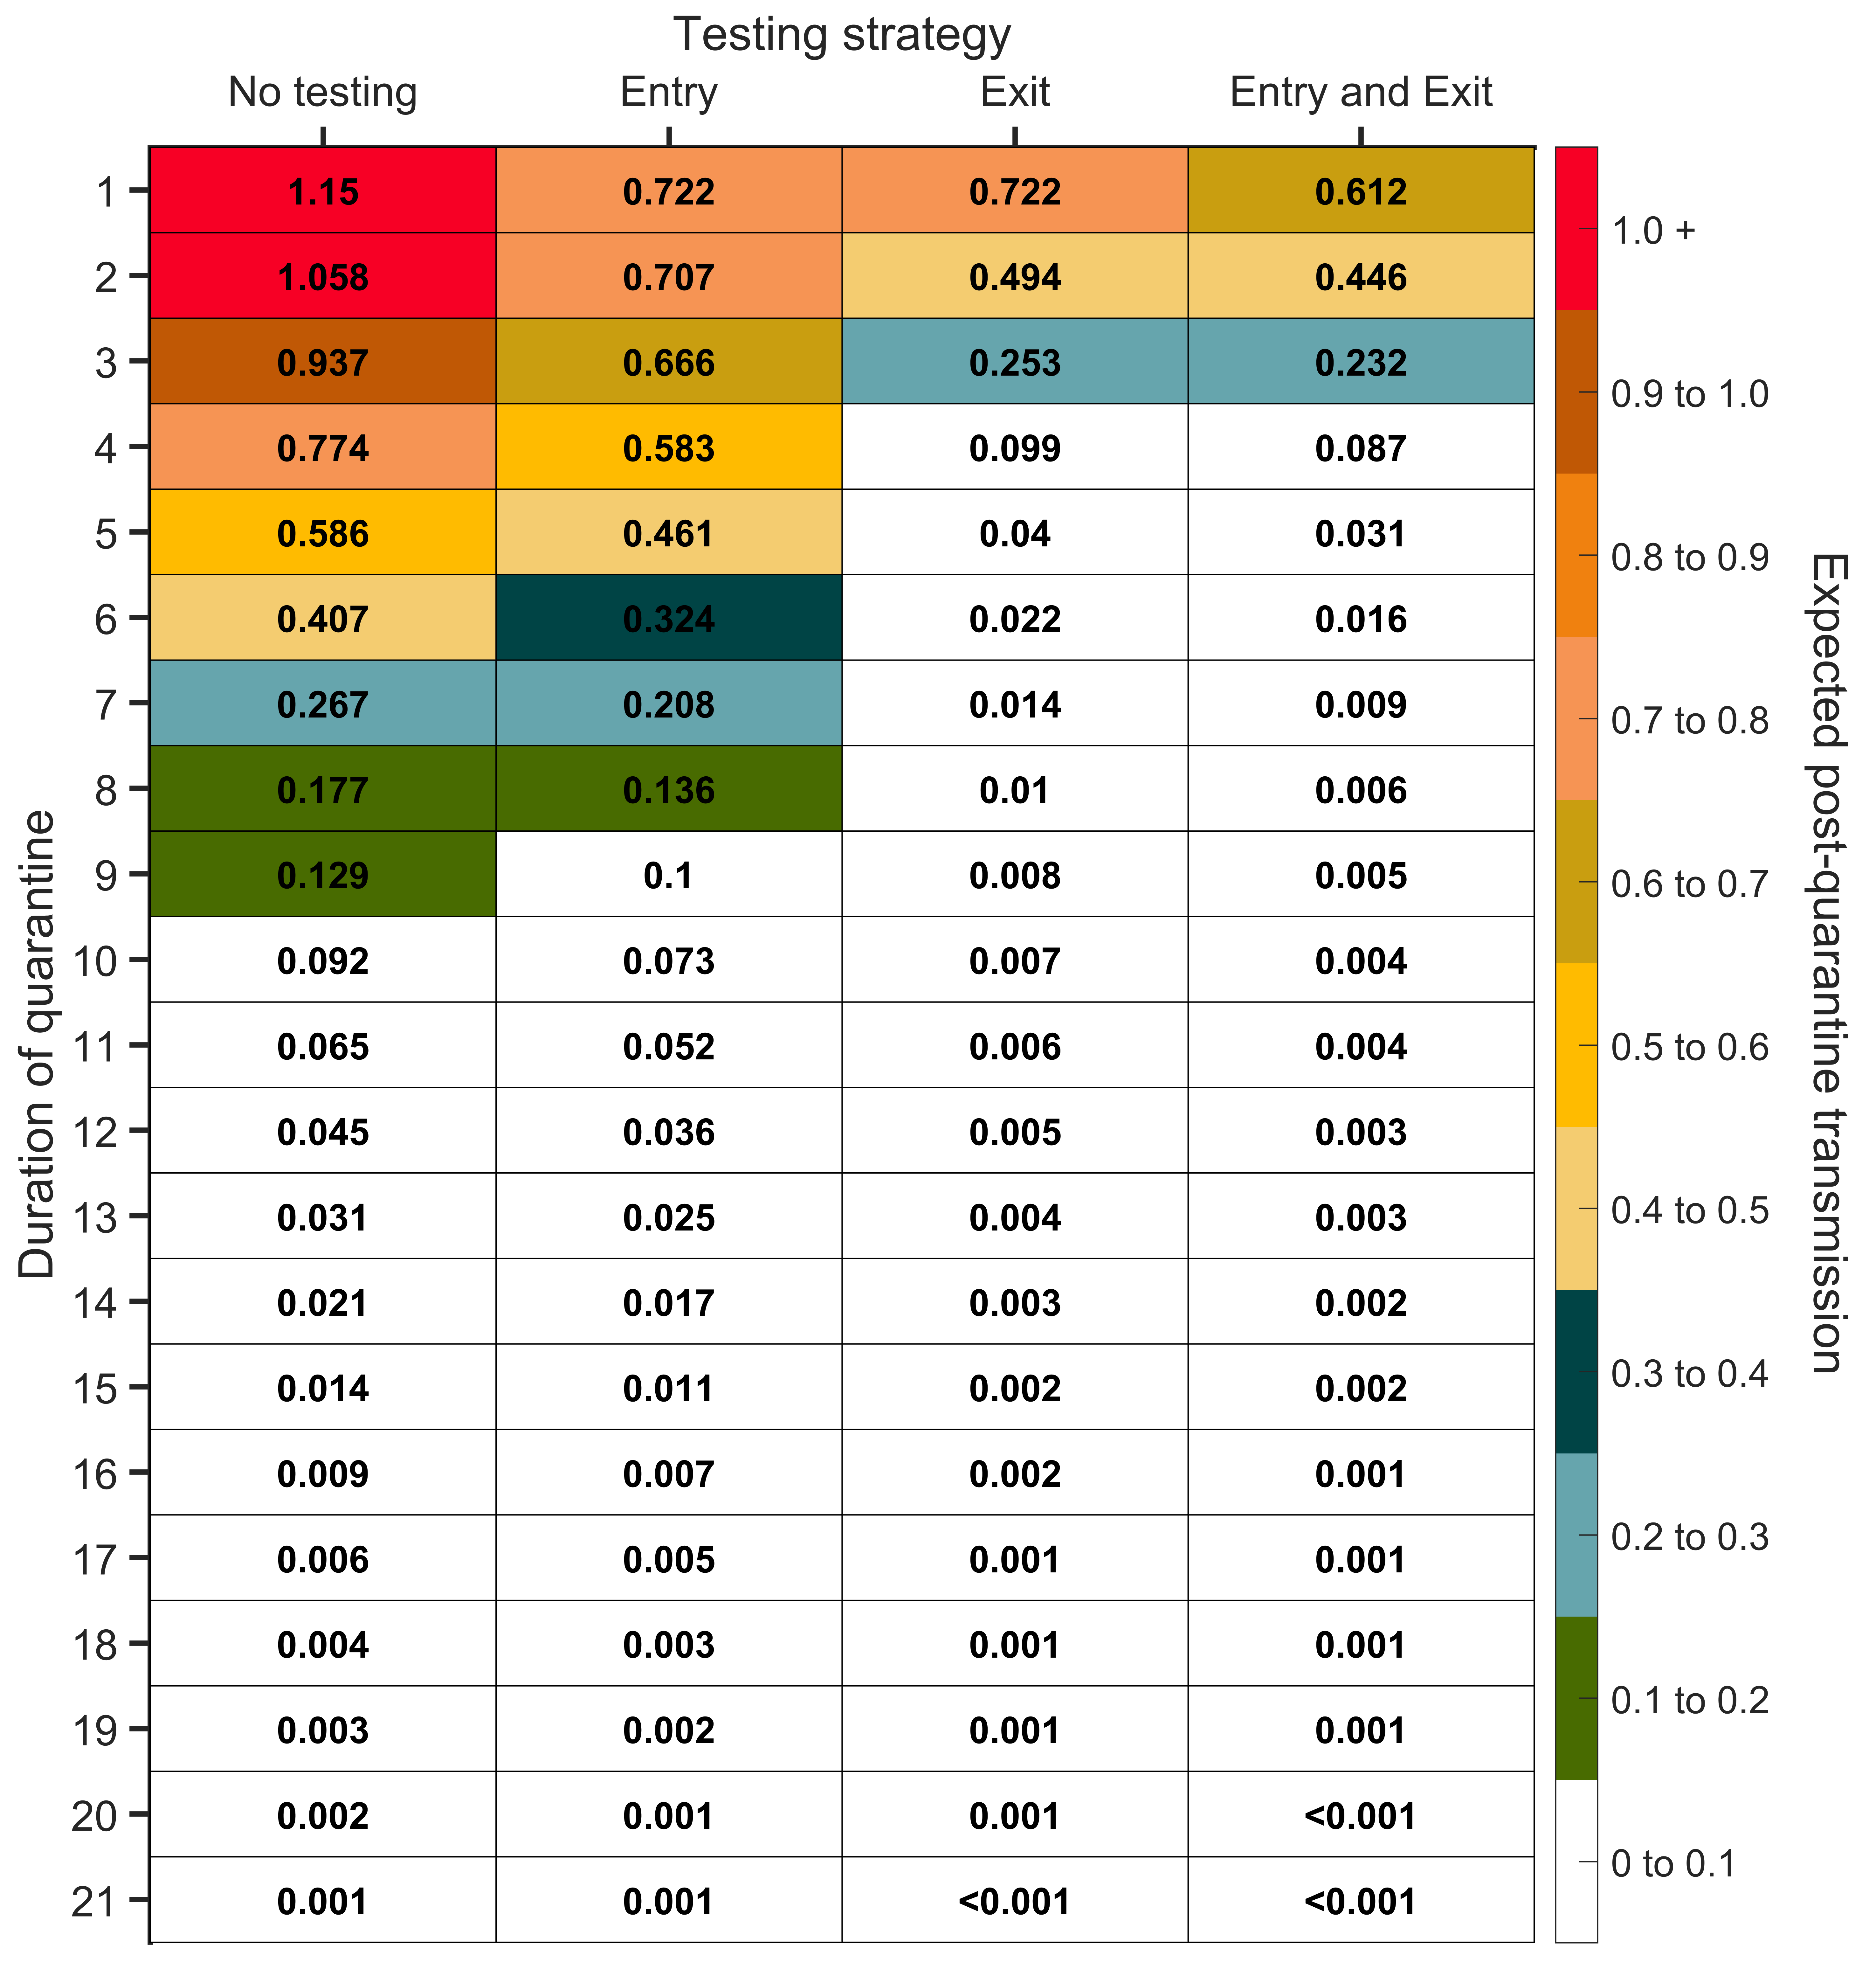 Testing strategy
No testing Entry Exit Entry and Exit
1 1.15 0.722 0.722 0.612
2 1.058 0.707 0.494 0.446
3 0.937 0.666 0.253 0.232
4 0.774 0.583 0.099 0.087
5 0.586 0.461 0.04 0.031
6 0.407 0.324 0.022 0.016
7 0.267 0.208 0.014 0.009
8 0.177 0.136 0.01 0.006
9 0.129 0.1 0.008 0.005
10 0.092 0.073 0.007 0.004
11 0.065 0.052 0.006 0.004
12 0.045 0.036 0.005 0.003
13 0.031 0.025 0.004 0.003
14 0.021 0.017 0.003 0.002
15 0.014 0.011 0.002 0.002
16 0.009 0.007 0.002 0.001
17 0.006 0.005 0.001 0.001
18 0.004 0.003 0.001 0.001
19 0.003 0.002 0.001 0.001
20 0.002 0.001 0.001 <0.001
21 0.001 0.001 <0.001 <0.001
Duration of quarantine
1.0 +
0.9 to 1.0
0.8 to 0.9
0.7 to 0.8
0.6 to 0.7
0.5 to 0.6
0.4 to 0.5
0.3 to 0.4
0.2 to 0.3
0.1 to 0.2
0 to 0.1
Expected post-quarantine transmission